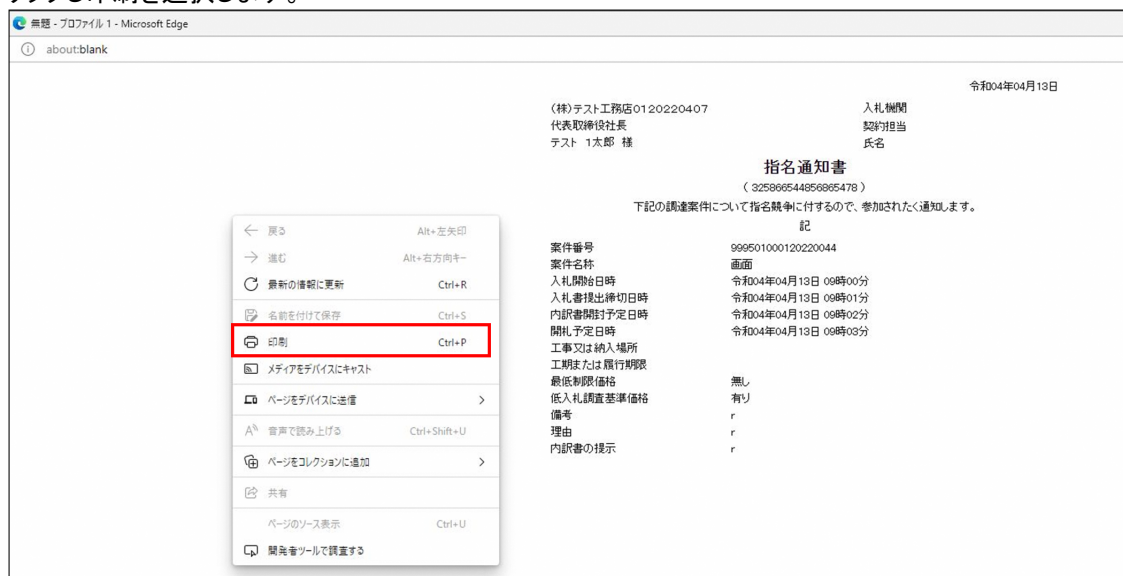 無題 - プロファイル 1 - Microsoft Edge
about:blank
令和04年04月13日
(株)テスト工務店0120220407 入札機関
代表取締役社長 契約担当
テスト 1太郎 様 氏名
指名通知書
( 325866544856865478 )
下記の調達案件について指名競争に付するので、参加されたく通知します。
記
案件番号 999501000120220044
案件名称 画面
入札開始日時 令和04年04月13日 09時00分
入札書提出締切日時 令和04年04月13日 09時01分
内訳書開封予定日時 令和04年04月13日 09時02分
開札予定日時 令和04年04月13日 09時03分
工事又は納入場所
工期または履行期限
最低制限価格 無し
低入札調査基準価格 有り
備考 r
理由 r
内訳書の提示 r
戻る Alt+左矢印
進む Alt+右方向キー
最新の情報に更新 Ctrl+R
名前を付けて保存 Ctrl+S
印刷 Ctrl+P
メディアをデバイスにキャスト
ページをデバイスに送信
音声で読み上げる Ctrl+Shift+U
ページをコレクションに追加
共有
ページのソース表示 Ctrl+U
開発者ツールで調査する